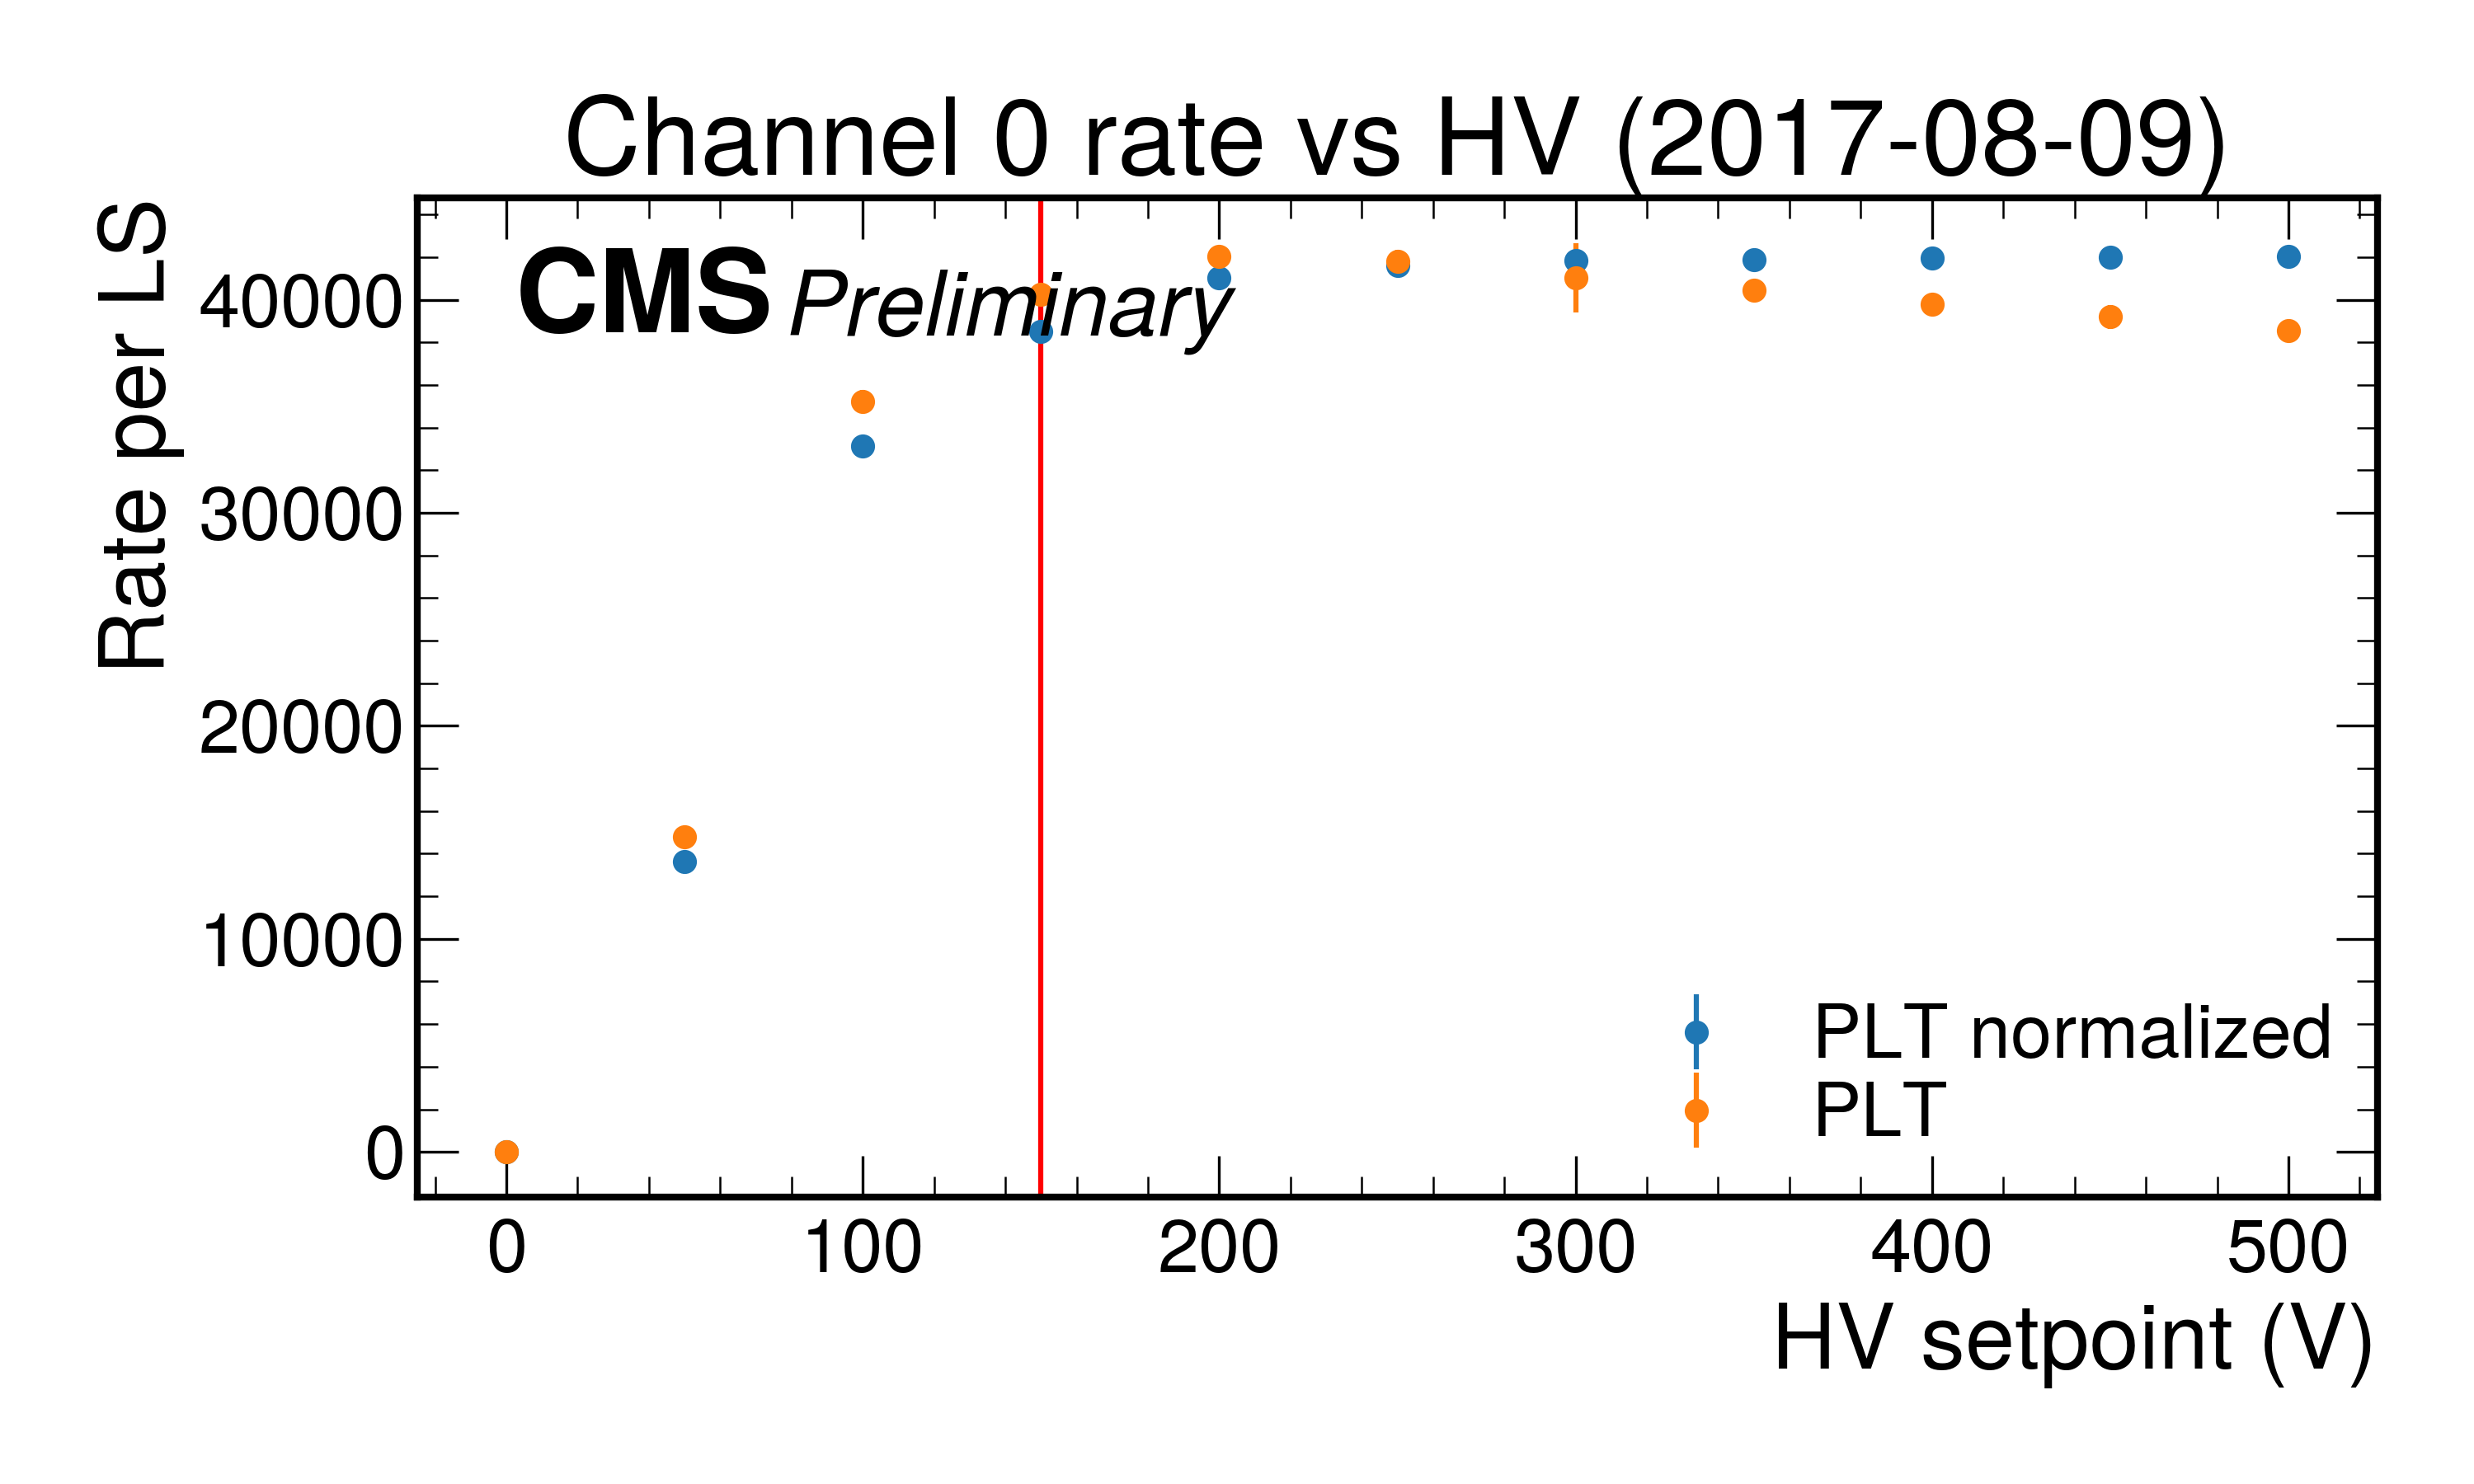 Channel 0 rate vs HV (2017-08-09)
CMS Preliminary
Rate per LS
40000
30000
20000
10000
0
PLT normalized
PLT
0 100 200 300 400 500
HV setpoint (V)